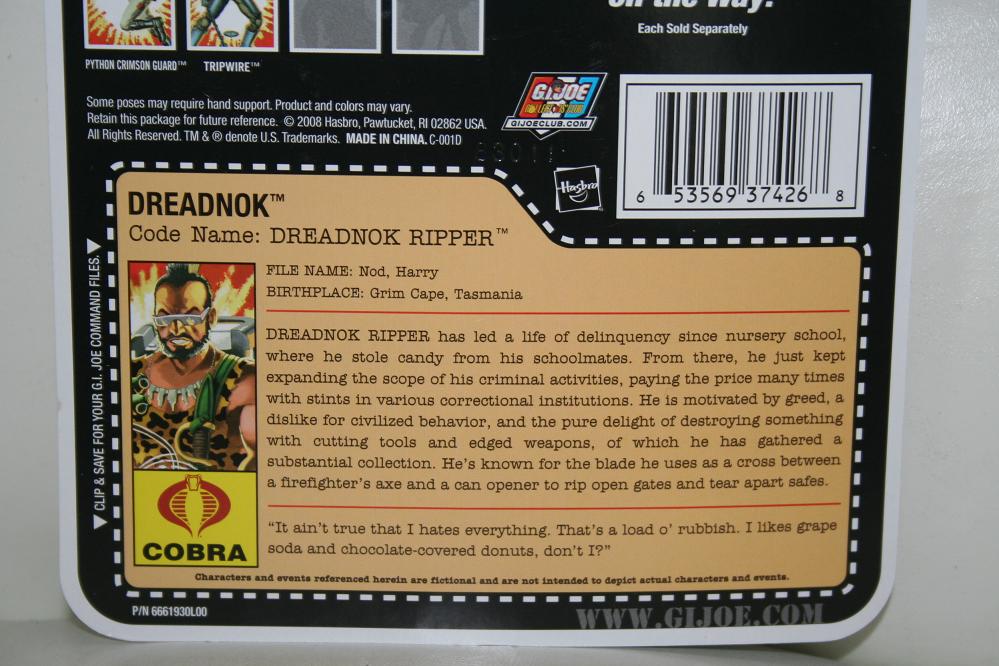 on the Way!
Each Sold Separately
PYTHON CRIMSON GUARD™ TRIPWIRE™
Some poses may require hand support. Product and colors may vary.
Retain this package for future reference. © 2008 Hasbro, Pawtucket, RI 02862 USA.
All Rights Reserved. TM & ® denote U.S. Trademarks. MADE IN CHINA. C-001D
G.I. JOE
COLLECTORS' CLUB
GIJOECLUB.COM
Hasbro
6 53569 37426 8
DREADNOK™
Code Name: DREADNOK RIPPER™
CLIP & SAVE FOR YOUR G.I. JOE COMMAND FILES.
FILE NAME: Nod, Harry
BIRTHPLACE: Grim Cape, Tasmania
DREADNOK RIPPER has led a life of delinquency since nursery school,
where he stole candy from his schoolmates. From there, he just kept
expanding the scope of his criminal activities, paying the price many times
with stints in various correctional institutions. He is motivated by greed, a
dislike for civilized behavior, and the pure delight of destroying something
with cutting tools and edged weapons, of which he has gathered a
substantial collection. He's known for the blade he uses as a cross between
a firefighter's axe and a can opener to rip open gates and tear apart safes.
COBRA
"It ain't true that I hates everything. That's a load o' rubbish. I likes grape
soda and chocolate-covered donuts, don't I?"
Characters and events referenced herein are fictional and are not intended to depict actual characters and events.
P/N 6661930L00
WWW.GIJOE.COM